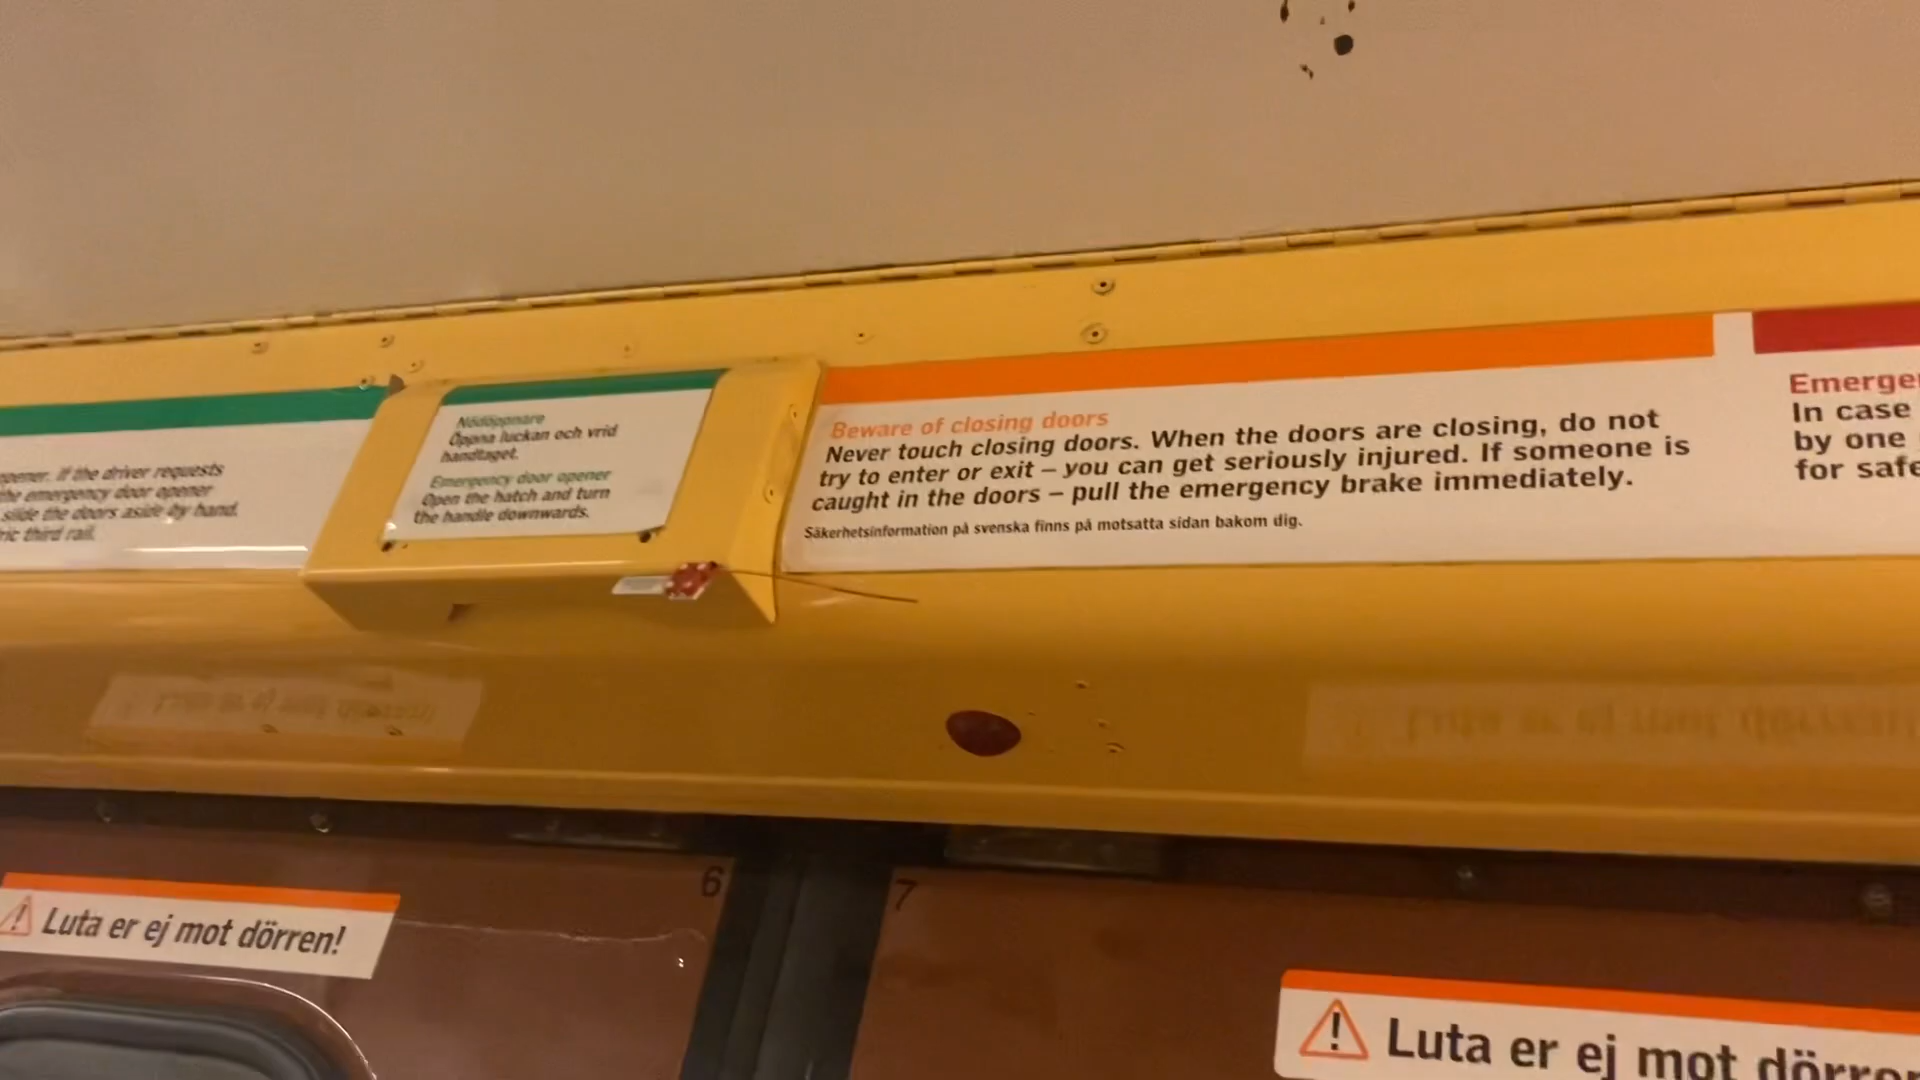 opener. If the driver requests
the emergency door opener
slide the doors aside by hand.
third rail.
Nödöppnare
Öppna luckan och vrid
handtaget.
Emergency door opener
Open the hatch and turn
the handle downwards.
Beware of closing doors
Never touch closing doors. When the doors are closing, do not
try to enter or exit – you can get seriously injured. If someone is
caught in the doors – pull the emergency brake immediately.
Säkerhetsinformation på svenska finns på motsatta sidan bakom dig.
In case
by one
for
6
7
Luta er ej mot dörren!
Luta er ej mot